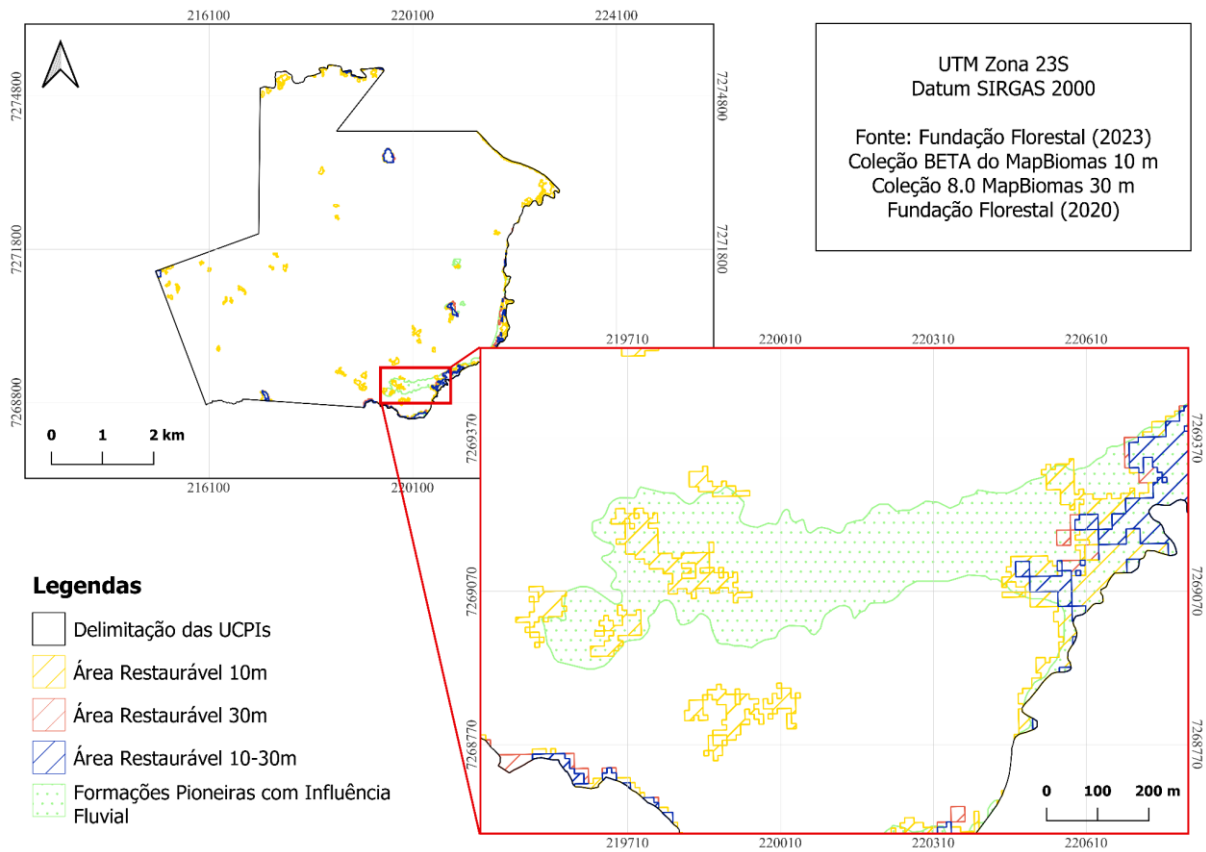 216100
220100
224100
7274800
7274800
7271800
7271800
7268800
0
1
2 km
216100
220100
UTM Zona 23S
Datum SIRGAS 2000
Fonte: Fundação Florestal (2023)
Coleção BETA do MapBiomas 10 m
Coleção 8.0 MapBiomas 30 m
Fundação Florestal (2020)
219710
220010
220310
220610
7269370
7269370
7269070
7269070
7268770
7268770
0
100
200 m
219710
220010
220310
220610
Legendas
Delimitação das UCPIs
Área Restaurável 10m
Área Restaurável 30m
Área Restaurável 10-30m
Formações Pioneiras com Influência
Fluvial